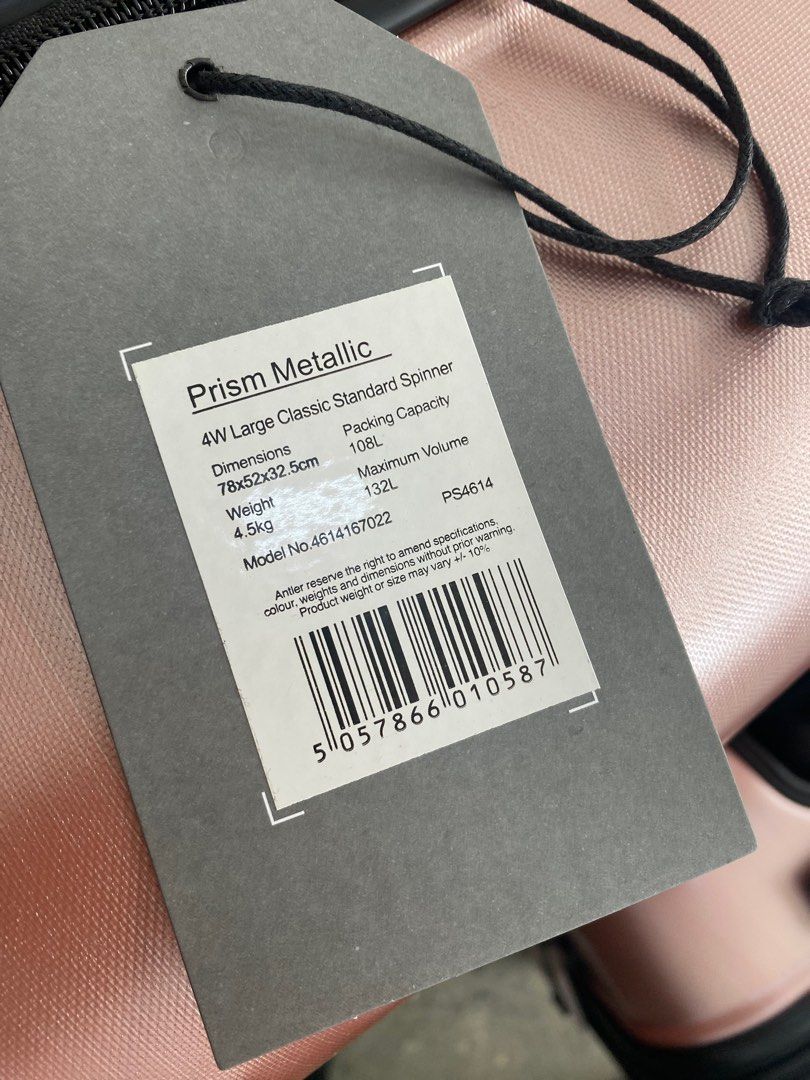 Prism Metallic
4W Large Classic Standard Spinner
Dimensions
78x52x32.5cm
Packing Capacity
108L
Weight
4.5kg
Maximum Volume
132L
Model No.4614167022
PS4614
Antler reserve the right to amend specifications,
colour, weights and dimensions without prior warning.
Product weight or size may vary +/- 10%
5 057866 010587